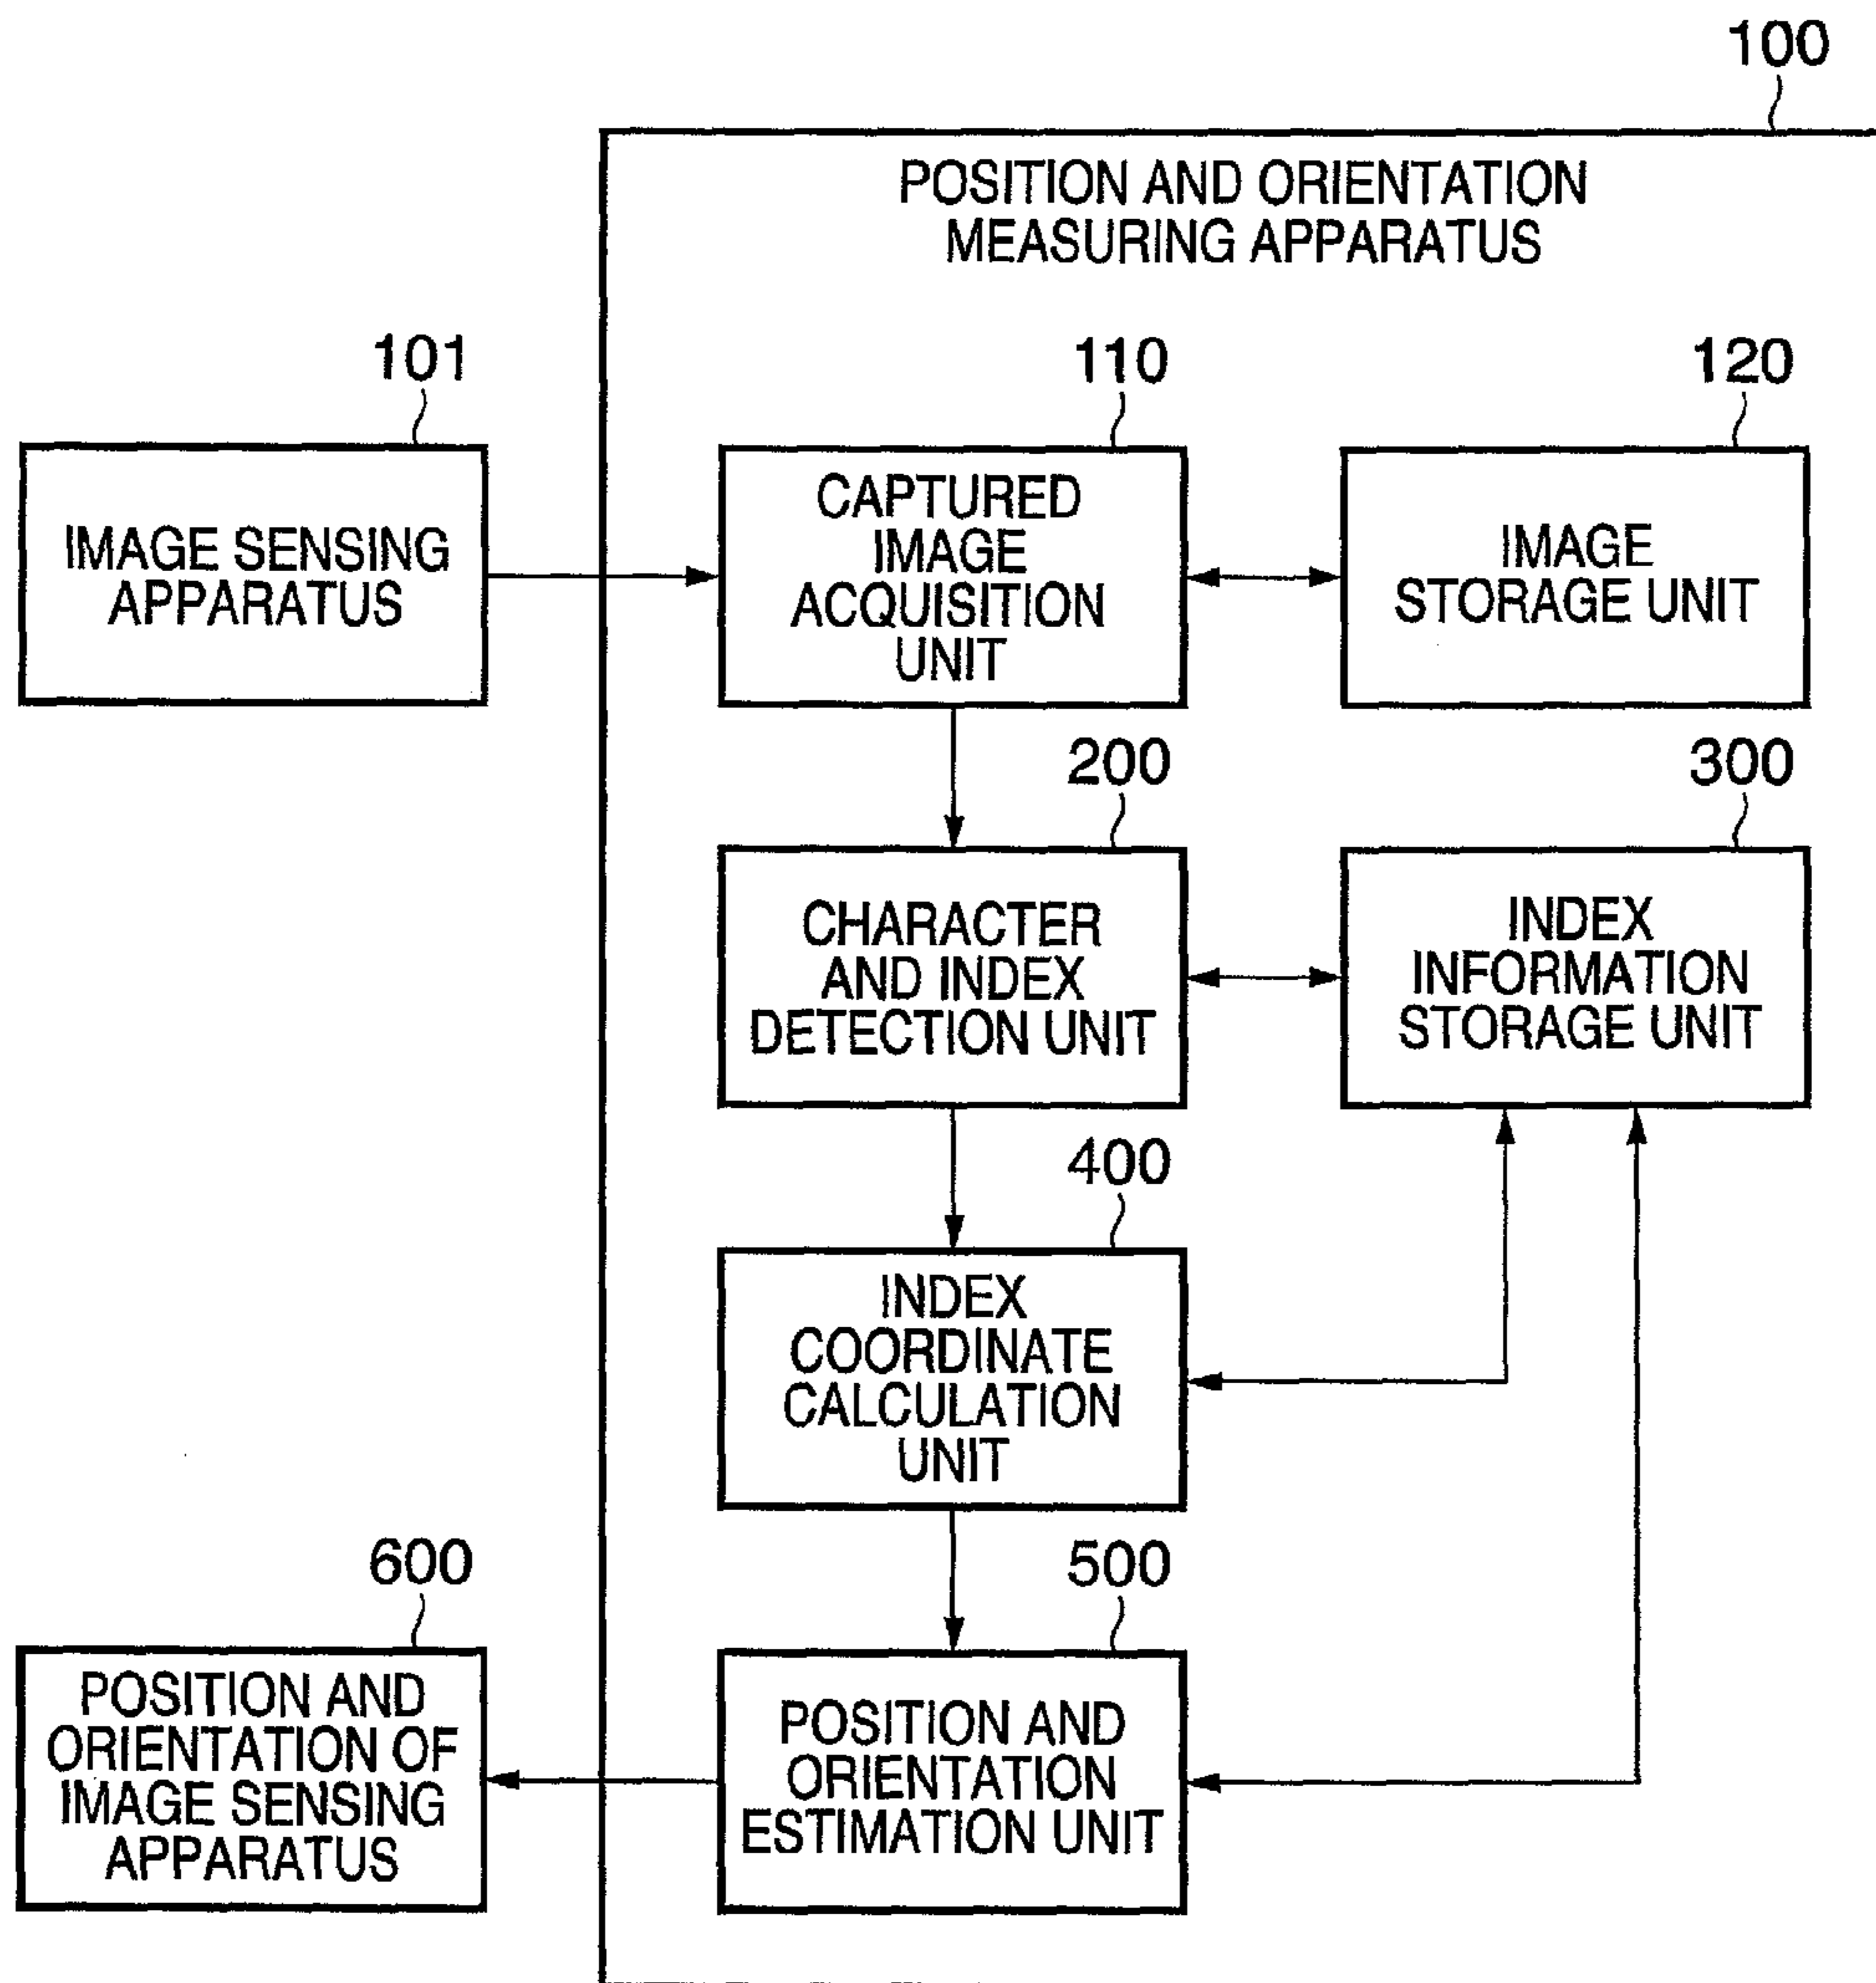 100
POSITION AND ORIENTATION
MEASURING APPARATUS
101
110
120
IMAGE SENSING
APPARATUS
CAPTURED
IMAGE
ACQUISITION
UNIT
IMAGE
STORAGE UNIT
200
300
CHARACTER
AND INDEX
DETECTION UNIT
INDEX
INFORMATION
STORAGE UNIT
400
INDEX
COORDINATE
CALCULATION
UNIT
600
500
POSITION AND
ORIENTATION OF
IMAGE SENSING
APPARATUS
POSITION AND
ORIENTATION
ESTIMATION UNIT